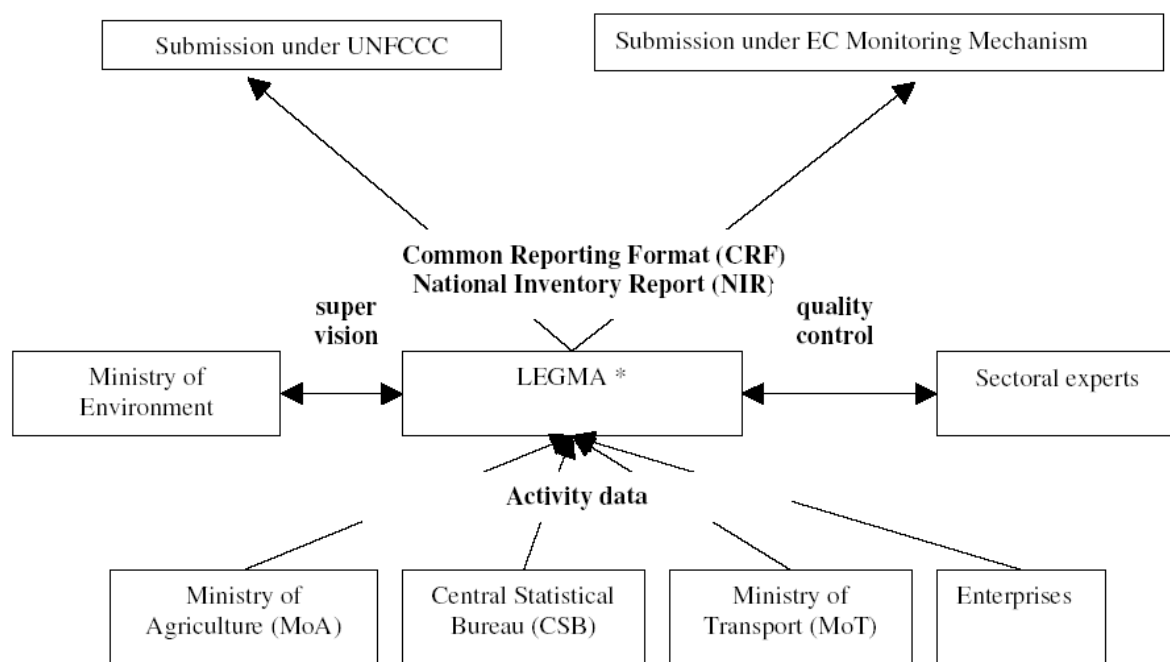 Submission under UNFCCC
Submission under EC Monitoring Mechanism
Common Reporting Format (CRF)
National Inventory Report (NIR)
super
vision
quality
control
Ministry of
Environment
LEGMA *
Sectoral experts
Activity data
Ministry of
Agriculture (MoA)
Central Statistical
Bureau (CSB)
Ministry of
Transport (MoT)
Enterprises